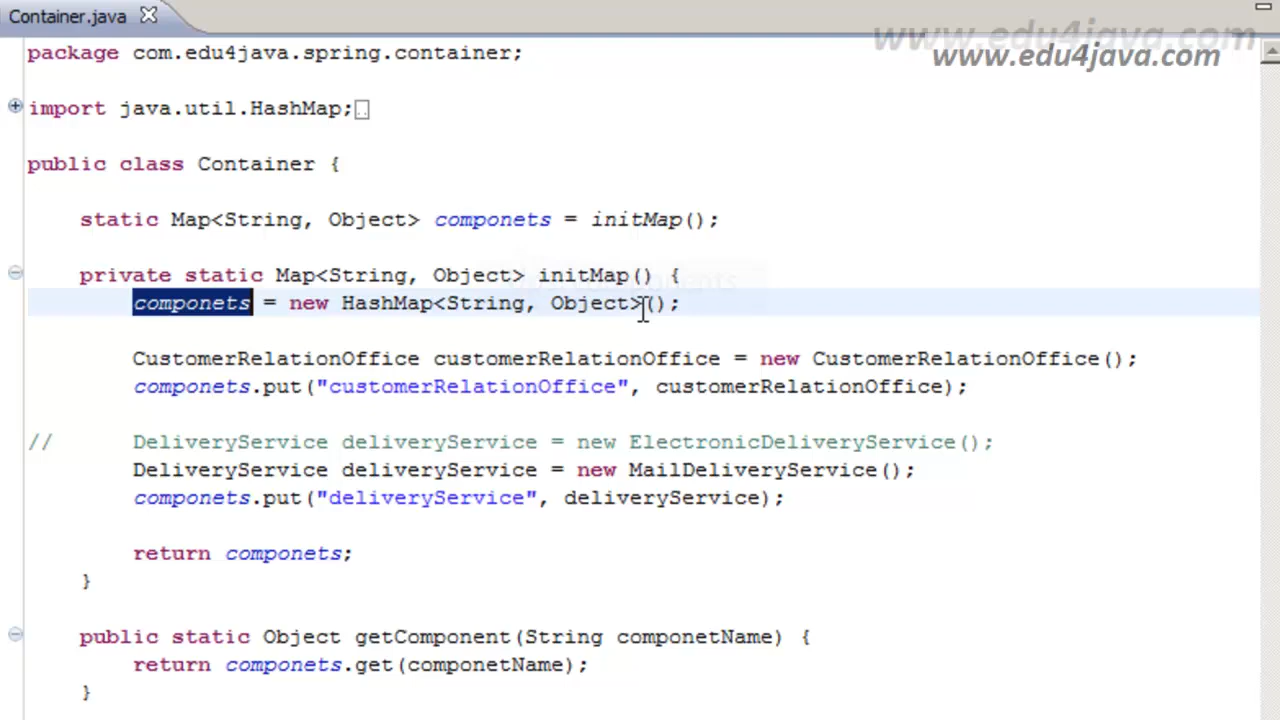 Container.java
www.edu4java.com
www.edu4java.com
package com.edu4java.spring.container;
import java.util.HashMap;
public class Container {
static Map<String, Object> componets = initMap();
private static Map<String, Object> initMap() {
componets = new HashMap<String, Object>();
CustomerRelationOffice customerRelationOffice = new CustomerRelationOffice();
componets.put("customerRelationOffice", customerRelationOffice);
// DeliveryService deliveryService = new ElectronicDeliveryService();
DeliveryService deliveryService = new MailDeliveryService();
componets.put("deliveryService", deliveryService);
return componets;
}
public static Object getComponent(String componetName) {
return componets.get(componetName);
}